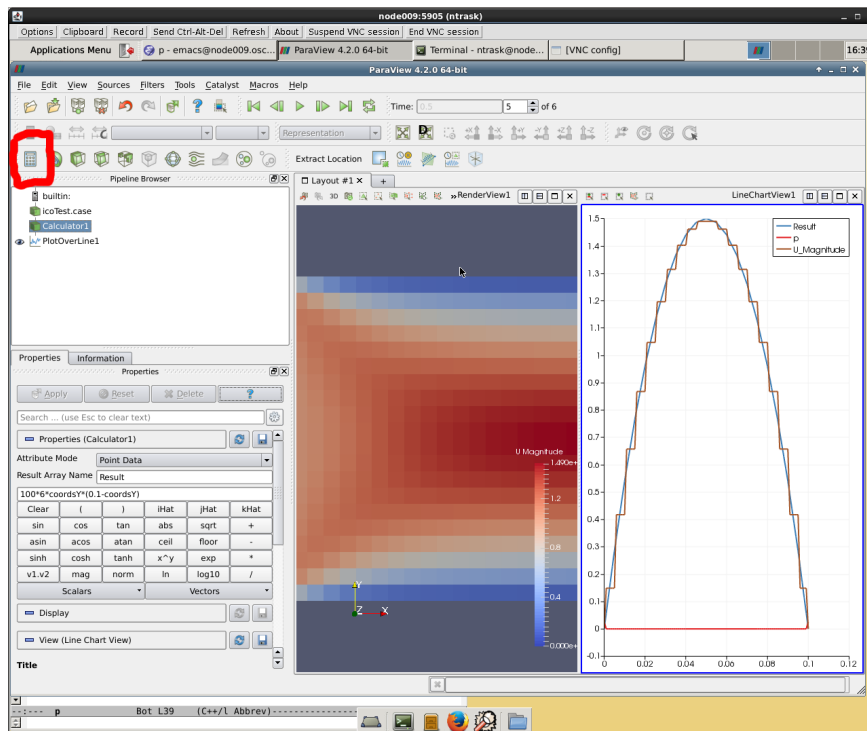 node009:5905 (ntrask)
Options Clipboard Record Send Ctrl-Alt-Del Refresh About Suspend VNC session End VNC session
Applications Menu p - emacs@node009.osc... ParaView 4.2.0 64-bit Terminal - ntrask@node... [VNC config] 16:39
ParaView 4.2.0 64-bit
File Edit View Sources Filters Tools Catalyst Macros Help
Time: 0.5 5 of 6
Representation
Extract Location
Pipeline Browser
builtin:
icoTest.case
Calculator1
PlotOverLine1
Layout #1 X +
3D »RenderView1
LineChartView1
Properties Information
Properties
Apply Reset Delete ?
Search ... (use Esc to clear text)
Properties (Calculator1)
Attribute Mode Point Data
Result Array Name Result
100*6*coordsY*(0.1-coordsY)
Clear ( ) iHat jHat kHat
sin cos tan abs sqrt +
asin acos atan ceil floor -
sinh cosh tanh x^y exp *
v1.v2 mag norm ln log10 /
Scalars Vectors
Display
View (Line Chart View)
Title
U Magnitude
1.490e+
1.2
0.8
0.4
0.000e+
Y
Z X
Result
p
U_Magnitude
1.5
1.4
1.3
1.2
1.1
1
0.9
0.8
0.7
0.6
0.5
0.4
0.3
0.2
0.1
0
-0.1
0 0.02 0.04 0.06 0.08 0.1 0.12
--:--- p Bot L39 (C++/l Abbrev)